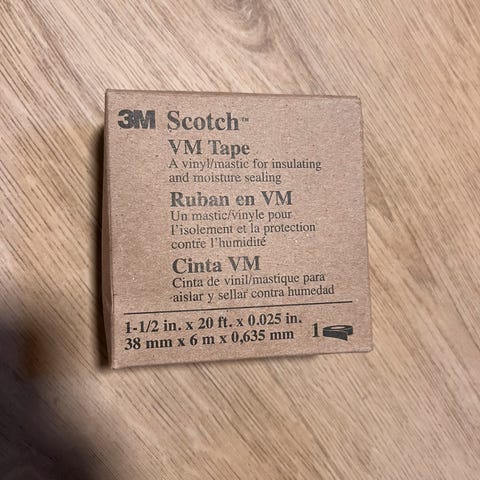 3M Scotch™
VM Tape
A vinyl/mastic for insulating
and moisture sealing
Ruban en VM
Un mastic/vinyle pour
l'isolement et la protection
contre l'humidité
Cinta VM
Cinta de vinil/mastique para
aislar y sellar contra humedad
1-1/2 in. x 20 ft. x 0.025 in.
38 mm x 6 m x 0,635 mm 1